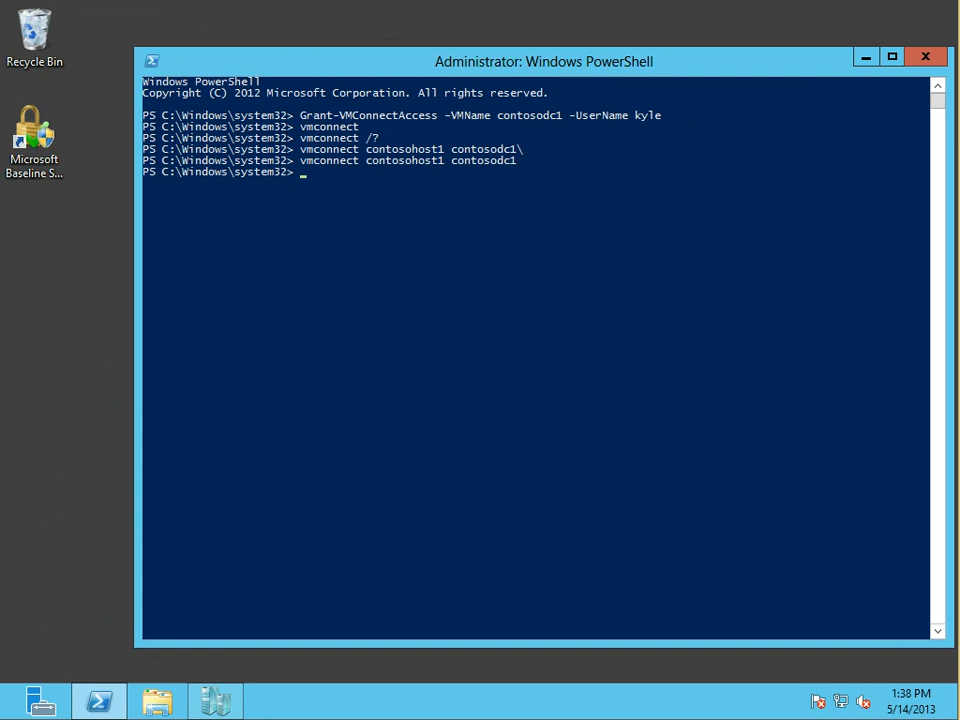 Recycle Bin
Microsoft
Baseline S...
Administrator: Windows PowerShell
Windows PowerShell
Copyright (C) 2012 Microsoft Corporation. All rights reserved.
PS C:\Windows\system32> Grant-VMConnectAccess -VMName contosodc1 -UserName kyle
PS C:\Windows\system32> vmconnect
PS C:\Windows\system32> vmconnect /?
PS C:\Windows\system32> vmconnect contosohost1 contosodc1\
PS C:\Windows\system32> vmconnect contosohost1 contosodc1
PS C:\Windows\system32> _
1:38 PM
5/14/2013